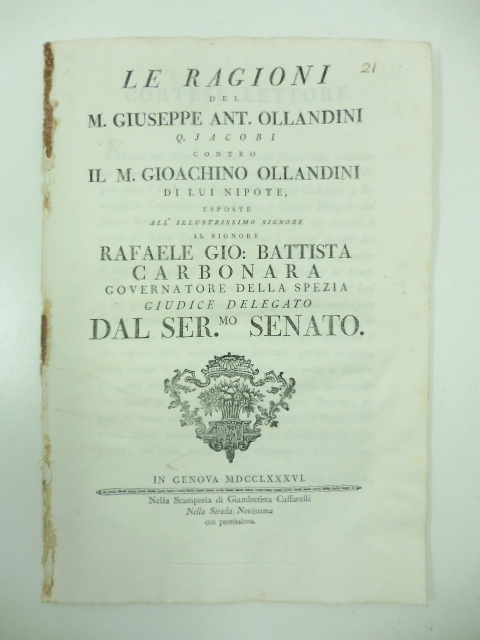 21
LE RAGIONI
DEL
M. GIUSEPPE ANT. OLLANDINI
Q. JACOBI
CONTRO
IL M. GIOACHINO OLLANDINI
DI LUI NIPOTE,
ESPOSTE
ALL' ILLUSTRISSIMO SIGNORE
IL SIGNORE
RAFAELE GIO: BATTISTA
CARBONARA
GOVERNATORE DELLA SPEZIA
GIUDICE DELEGATO
DAL SER.MO SENATO.
IN GENOVA MDCCLXXXVI.
Nella Stamperia di Giambatista Caffarelli
Nella Strada Novissima
con permissione.